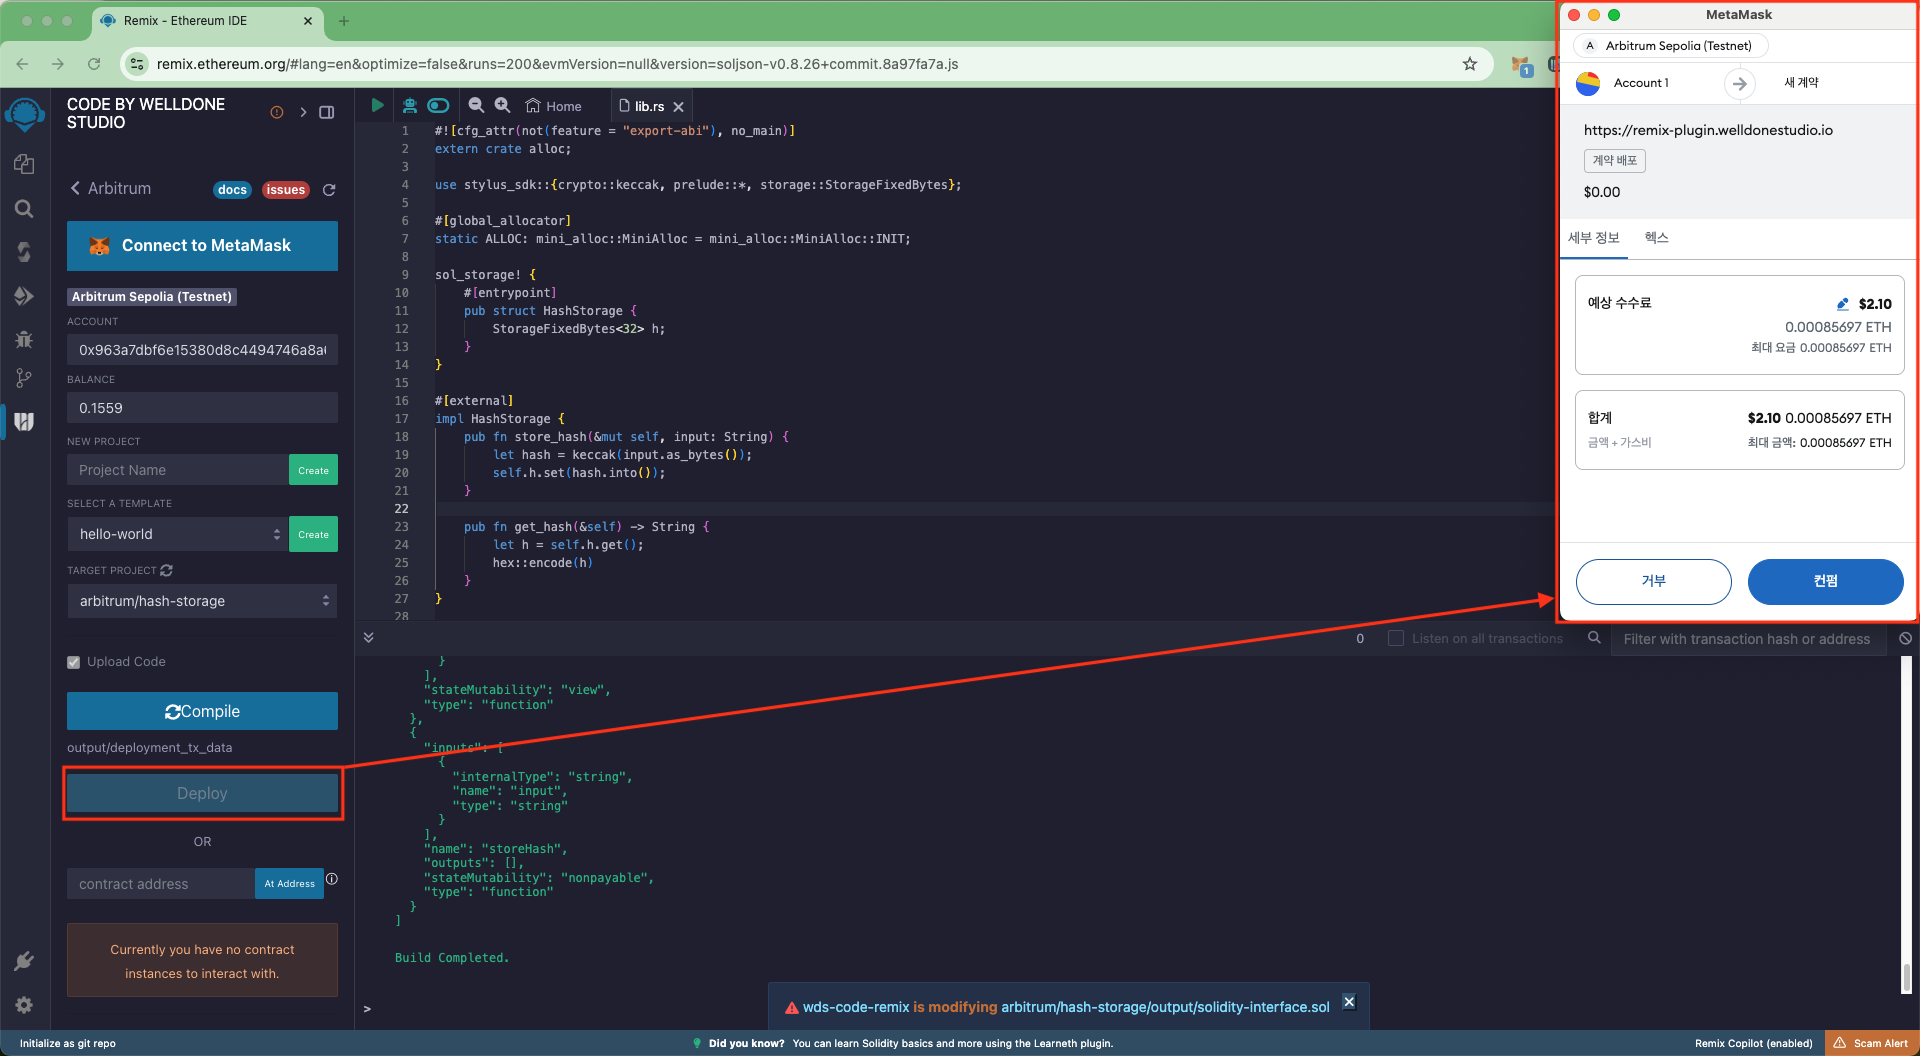 Remix - Ethereum IDE
remix.ethereum.org/#lang=en&optimize=false&runs=200&evmVersion=null&version=soljson-v0.8.26+commit.8a97fa7a.js
1
CODE BY WELLDONE
STUDIO
Arbitrum
docs
issues
Connect to MetaMask
Arbitrum Sepolia (Testnet)
ACCOUNT
0x963a7dbf6e15380d8c4494746a8a
BALANCE
0.1559
NEW PROJECT
Project Name
Create
SELECT A TEMPLATE
hello-world
Create
TARGET PROJECT
arbitrum/hash-storage
Upload Code
Compile
output/deployment_tx_data
Deploy
OR
contract address
At Address
Currently you have no contract
instances to interact with.
Home
lib.rs
1 #![cfg_attr(not(feature = "export-abi"), no_main)]
2 extern crate alloc;
3
4 use stylus_sdk::{crypto::keccak, prelude::*, storage::StorageFixedBytes};
5
6 #[global_allocator]
7 static ALLOC: mini_alloc::MiniAlloc = mini_alloc::MiniAlloc::INIT;
8
9 sol_storage! {
10 #[entrypoint]
11 pub struct HashStorage {
12 StorageFixedBytes<32> h;
13 }
14 }
15
16 #[external]
17 impl HashStorage {
18 pub fn store_hash(&mut self, input: String) {
19 let hash = keccak(input.as_bytes());
20 self.h.set(hash.into());
21 }
22
23 pub fn get_hash(&self) -> String {
24 let h = self.h.get();
25 hex::encode(h)
26 }
27 }
28
0
Listen on all transactions
Filter with transaction hash or address
}
],
"stateMutability": "view",
"type": "function"
},
{
"inputs": [
{
"internalType": "string",
"name": "input",
"type": "string"
}
],
"name": "storeHash",
"outputs": [],
"stateMutability": "nonpayable",
"type": "function"
}
]
Build Completed.
>
wds-code-remix is modifying arbitrum/hash-storage/output/solidity-interface.sol
MetaMask
A Arbitrum Sepolia (Testnet)
Account 1
새 계약
https://remix-plugin.welldonestudio.io
계약 배포
$0.00
세부 정보
헥스
예상 수수료
$2.10
0.00085697 ETH
최대 요금 0.00085697 ETH
합계
$2.10 0.00085697 ETH
금액 + 가스비
최대 금액: 0.00085697 ETH
거부
컨펌
Initialize as git repo
Did you know? You can learn Solidity basics and more using the Learneth plugin.
Remix Copilot (enabled)
Scam Alert